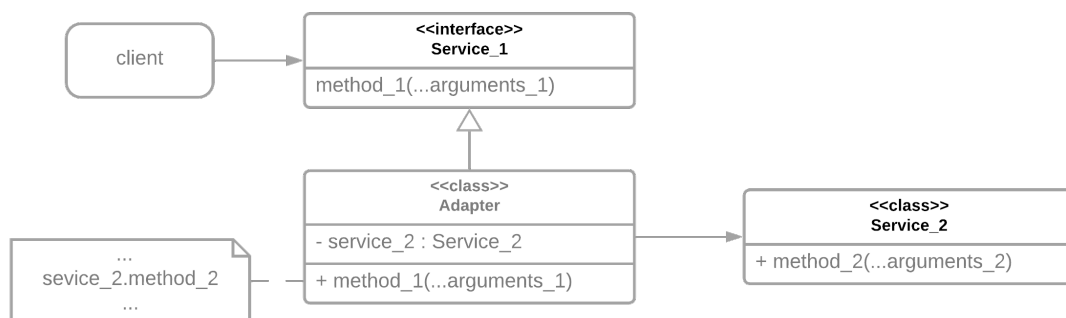 client
<<interface>>
Service_1
method_1(...arguments_1)
<<class>>
Adapter
- service_2 : Service_2
+ method_1(...arguments_1)
<<class>>
Service_2
+ method_2(...arguments_2)
...
sevice_2.method_2
...